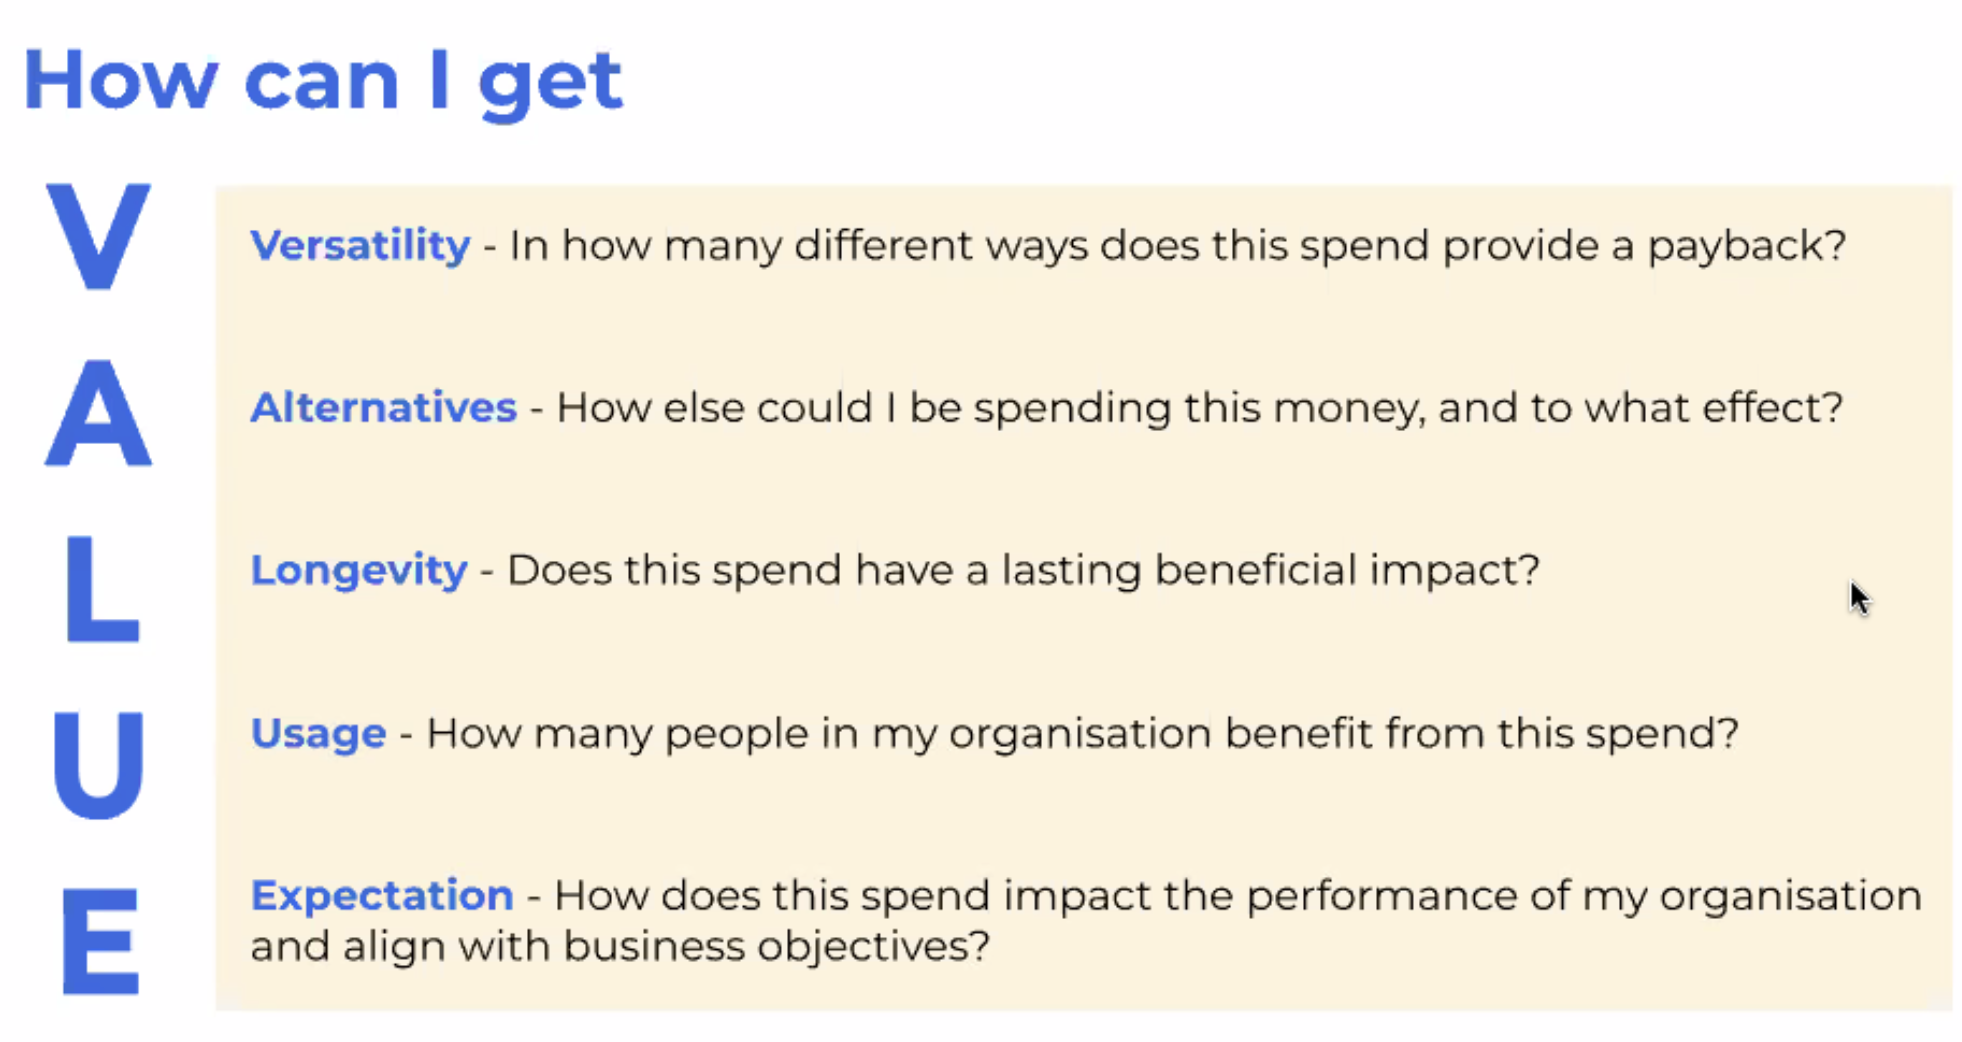 How can I get
V
Versatility - In how many different ways does this spend provide a payback?
A
Alternatives - How else could I be spending this money, and to what effect?
L
Longevity - Does this spend have a lasting beneficial impact?
U
Usage - How many people in my organisation benefit from this spend?
E
Expectation - How does this spend impact the performance of my organisation
and align with business objectives?